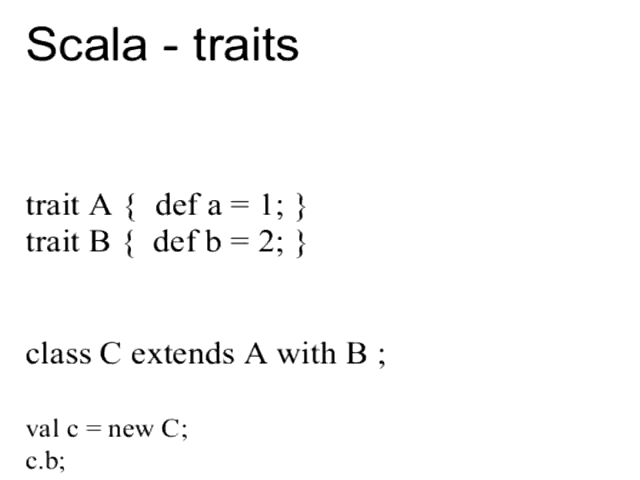 Scala - traits
trait A { def a = 1; }
trait B { def b = 2; }
class C extends A with B ;
val c = new C;
c.b;